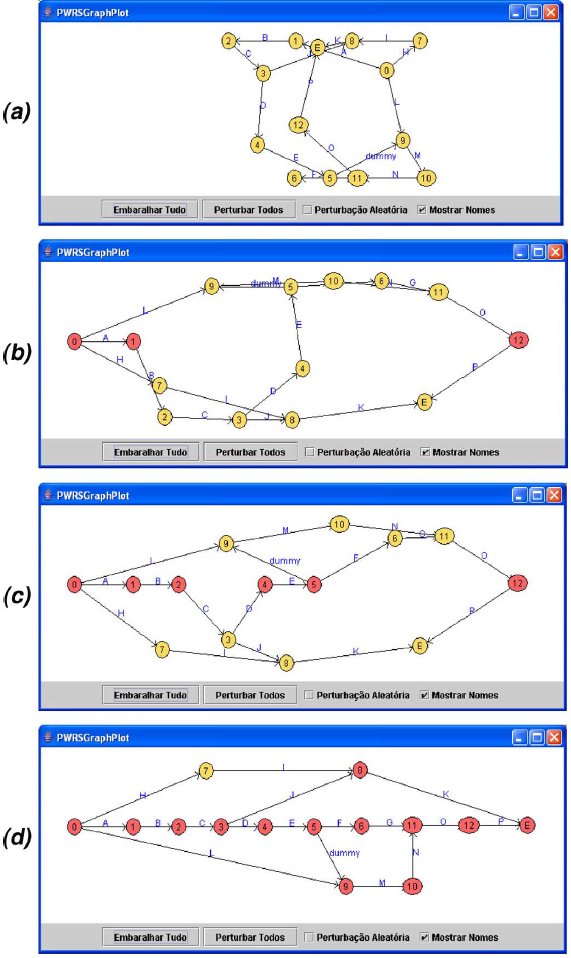 PWRSGraphPlot
2 B 1 E K 8 I 7
C J A H
3 0
P
D L
12
4 O 9
E dummy M
6 F 5 11 N 10
(a)
Embaralhar Tudo Perturbar Todos Perturbação Aleatória Mostrar Nomes
PWRSGraphPlot
9 dummy M 5 10 6 G 11
L O
E
0 A 1 12
H B 7 4 P
D
I K E
2 C 3 J 8
(b)
Embaralhar Tudo Perturbar Todos Perturbação Aleatória Mostrar Nomes
PWRSGraphPlot
M 10 N
9 6 11
L dummy F O
0 A 1 B 2 4 E 5 12
H C D P
3 J
7 I 8 K E
(c)
Embaralhar Tudo Perturbar Todos Perturbação Aleatória Mostrar Nomes
PWRSGraphPlot
7 I 8
H J K
0 A 1 B 2 C 3 D 4 E 5 F 6 G 11 O 12 P E
L dummy N
9 M 10
(d)
Embaralhar Tudo Perturbar Todos Perturbação Aleatória Mostrar Nomes